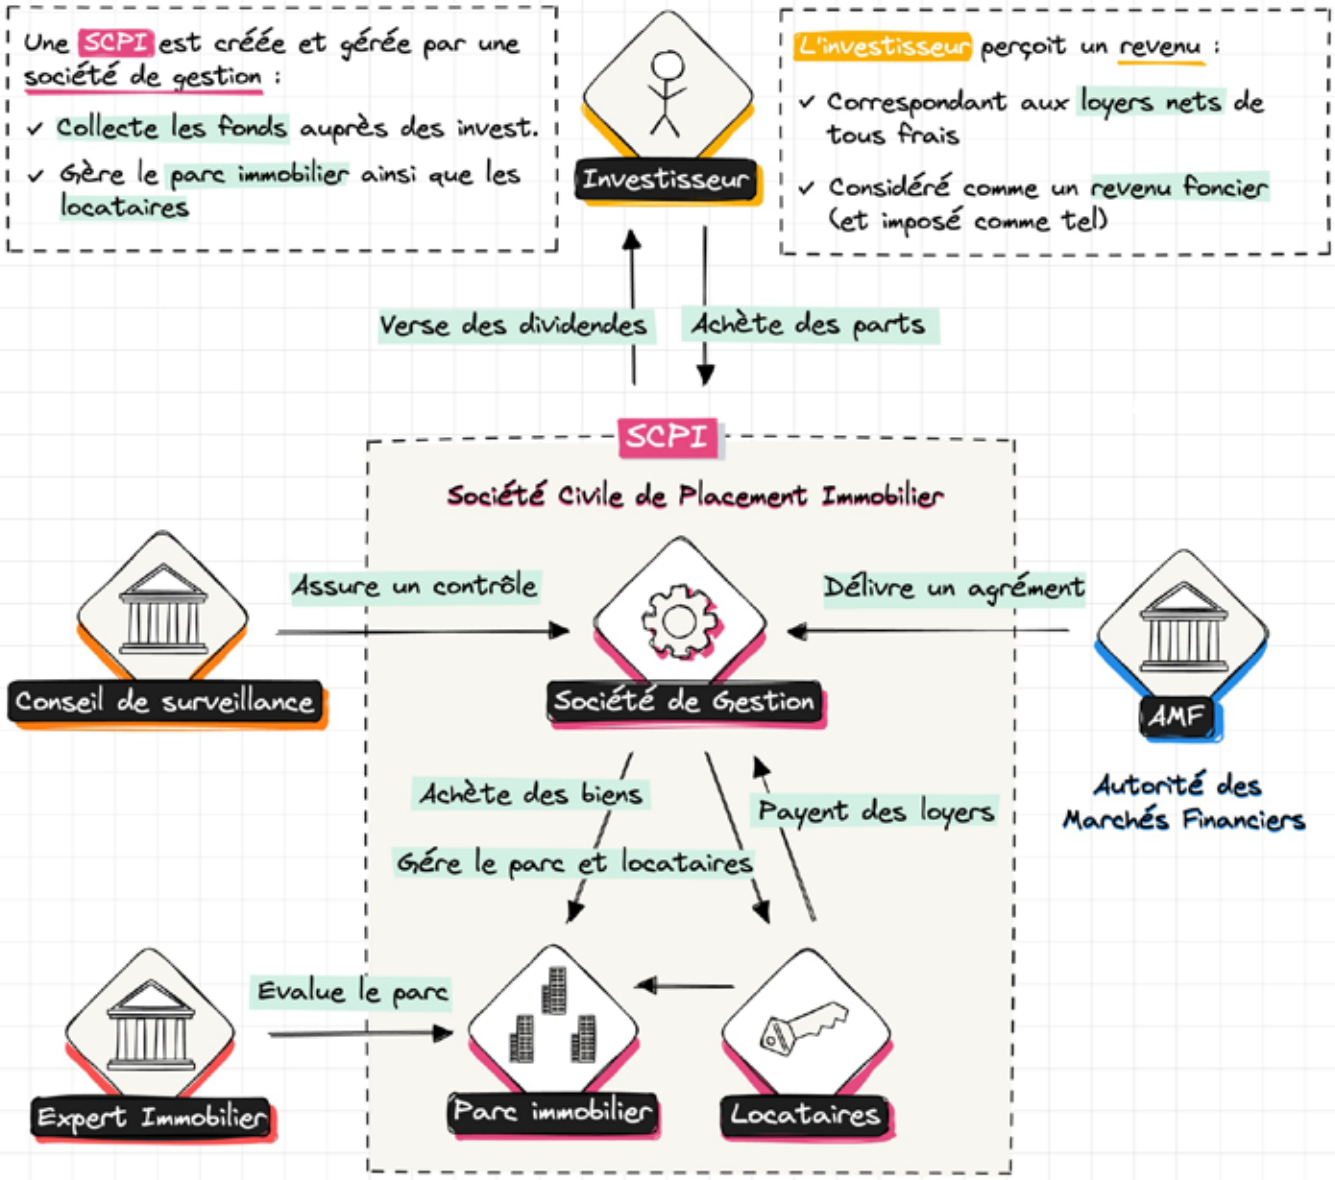 Une SCPI est créée et gérée par une
société de gestion :
✓ Collecte les fonds auprès des invest.
✓ Gère le parc immobilier ainsi que les
locataires
Investisseur
L'investisseur perçoit un revenu :
✓ Correspondant aux loyers nets de
tous frais
✓ Considéré comme un revenu foncier
(et imposé comme tel)
Verse des dividendes
Achète des parts
SCPI
Société Civile de Placement Immobilier
Assure un contrôle
Délivre un agrément
Conseil de surveillance
Société de Gestion
AMF
Autorité des
Marchés Financiers
Achète des biens
Payent des loyers
Gére le parc et locataires
Evalue le parc
Expert Immobilier
Parc immobilier
Locataires